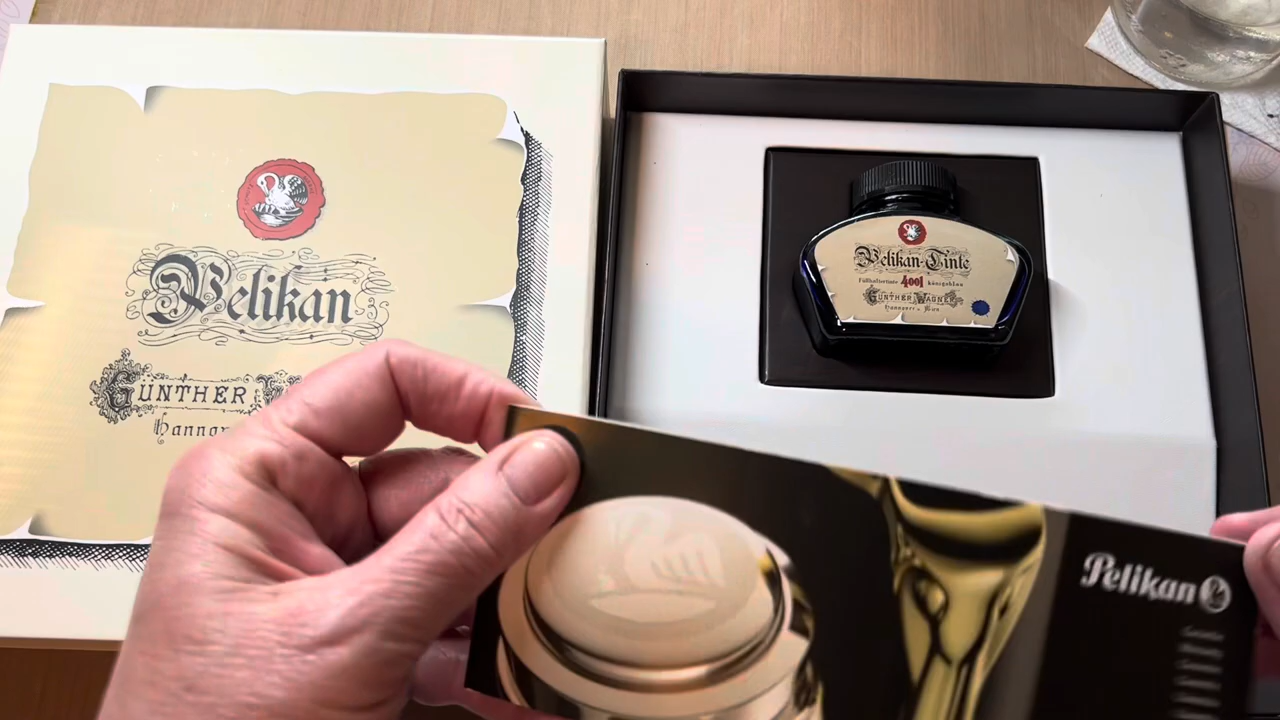 Pelikan
GÜNTHER
Pelikan-Tinte
Füllhaltertinte 4001 königsblau
GÜNTHER WAGNER
Hannover u. Wien
Pelikan